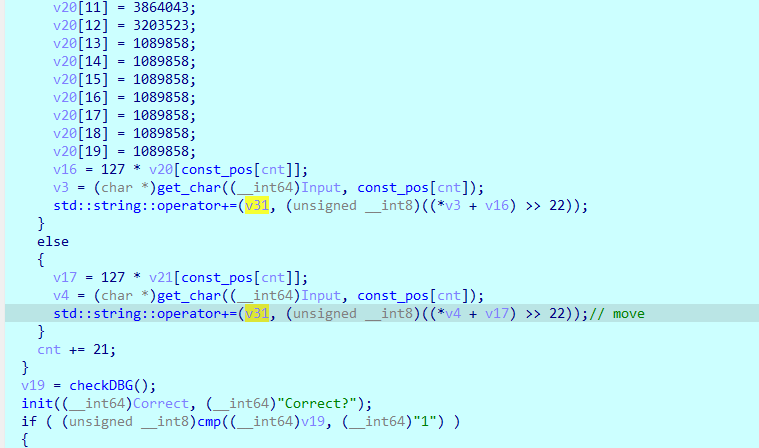 v20[11] = 3864043;
v20[12] = 3203523;
v20[13] = 1089858;
v20[14] = 1089858;
v20[15] = 1089858;
v20[16] = 1089858;
v20[17] = 1089858;
v20[18] = 1089858;
v20[19] = 1089858;
v16 = 127 * v20[const_pos[cnt]];
v3 = (char *)get_char((__int64)Input, const_pos[cnt]);
std::string::operator+=(v31, (unsigned __int8)((*v3 + v16) >> 22));
}
else
{
v17 = 127 * v21[const_pos[cnt]];
v4 = (char *)get_char((__int64)Input, const_pos[cnt]);
std::string::operator+=(v31, (unsigned __int8)((*v4 + v17) >> 22));// move
}
cnt += 21;
}
v19 = checkDBG();
init((__int64)Correct, (__int64)"Correct?");
if ( (unsigned __int8)cmp((__int64)v19, (__int64)"1") )
{